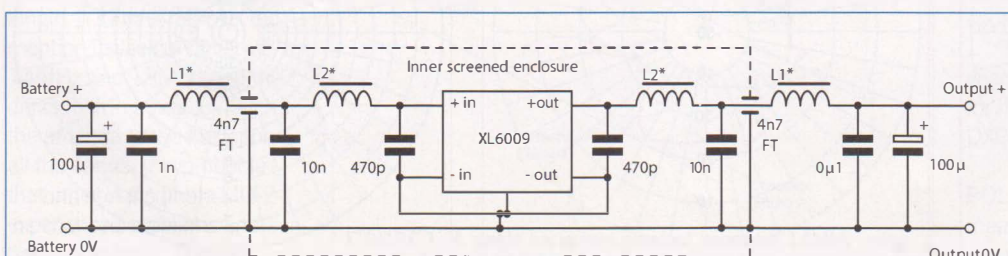 Inner screened enclosure
L1*
L2*
L2*
L1*
Battery +
Output +
+ in
+out
+
4n7
FT
XL6009
4n7
FT
+
100µ
1n
10n
470p
- in
- out
470p
10n
0µ1
100µ
Battery 0V
Output0V